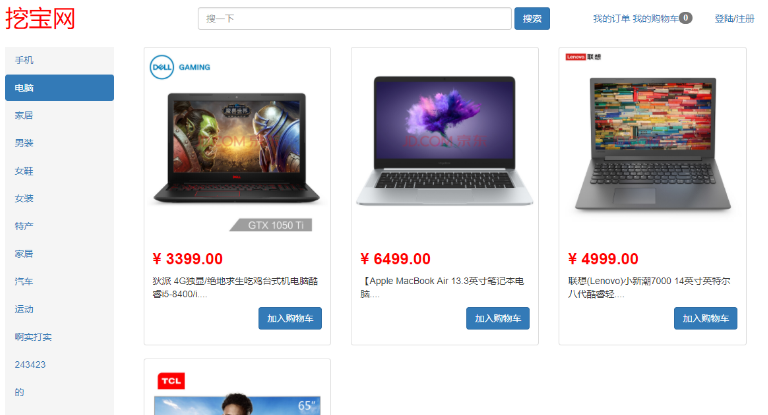 挖宝网
搜一下
搜索
我的订单 我的购物车 0
登陆/注册
手机
电脑
家居
男装
女鞋
女装
特产
家居
汽车
运动
啊实打实
243423
的
DELL GAMING
GTX 1050 Ti
¥ 3399.00
狄派 4G独显/绝地求生吃鸡台式机电脑酷
睿i5-8400/i....
加入购物车
¥ 6499.00
【Apple MacBook Air 13.3英寸笔记本电
脑....
加入购物车
Lenovo 联想
¥ 4999.00
联想(Lenovo)小新潮7000 14英寸英特尔
八代酷睿轻....
加入购物车
TCL
65"